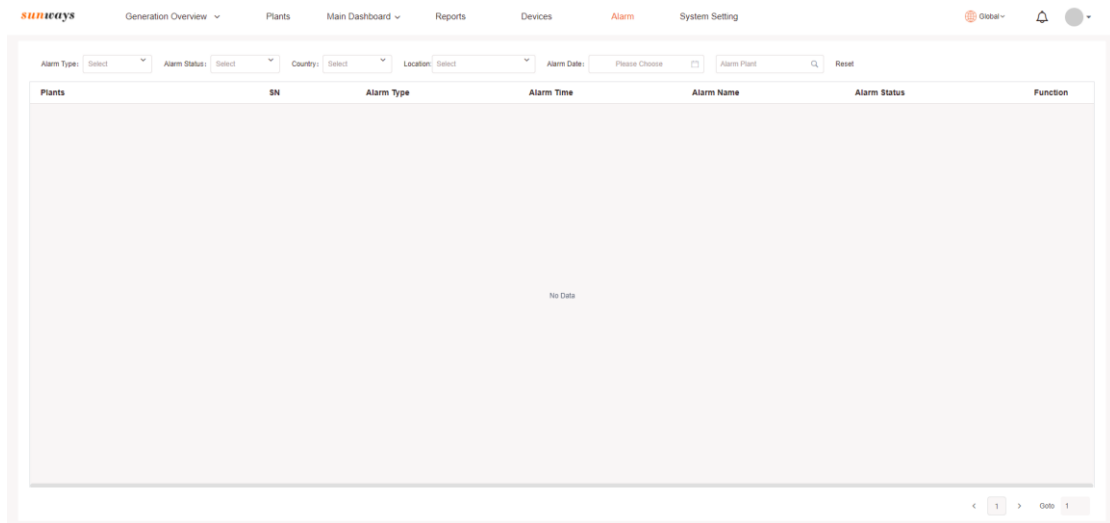 sunways Generation Overview Plants Main Dashboard Reports Devices Alarm System Setting Global
Alarm Type: Select Alarm Status: Select Country: Select Location: Select Alarm Date: Please Choose Alarm Plant Reset
Plants SN Alarm Type Alarm Time Alarm Name Alarm Status Function
No Data
< 1 > Goto 1